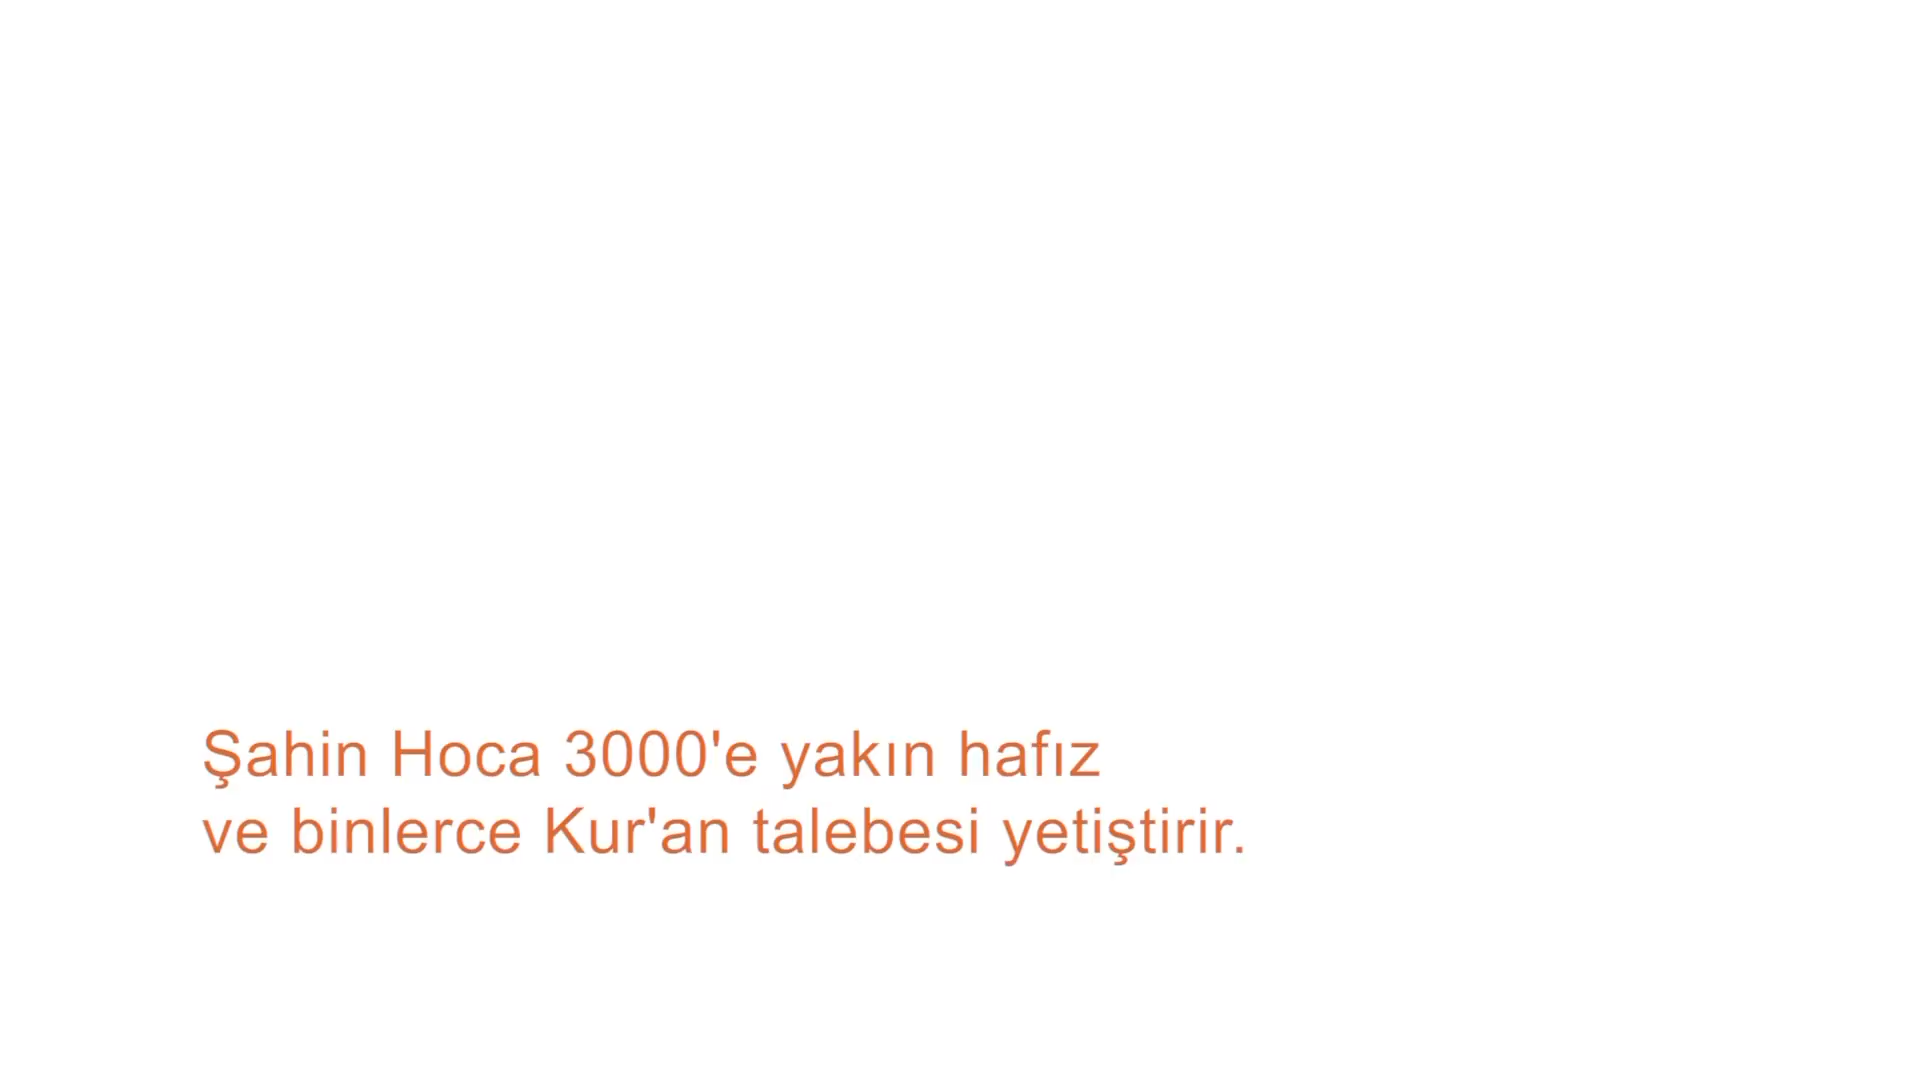 Şahin Hoca 3000'e yakın hafız
ve binlerce Kur'an talebesi yetiştirir.